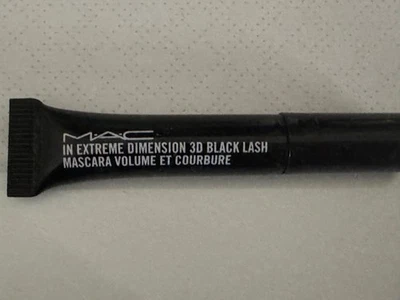 MAC
IN EXTREME DIMENSION 3D BLACK LASH
MASCARA VOLUME ET COURBURE